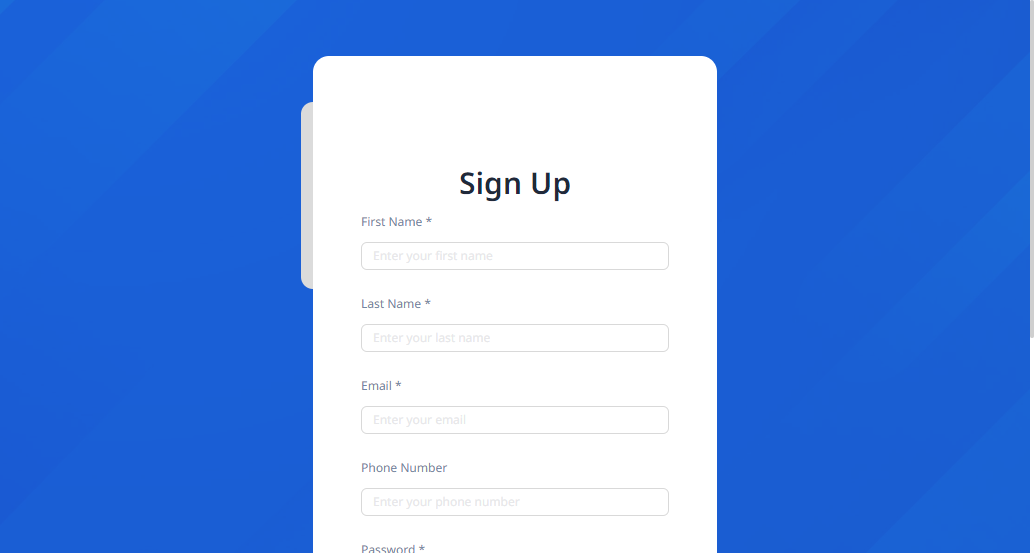 Sign Up
First Name *
Enter your first name
Last Name *
Enter your last name
Email *
Enter your email
Phone Number
Enter your phone number
Password *